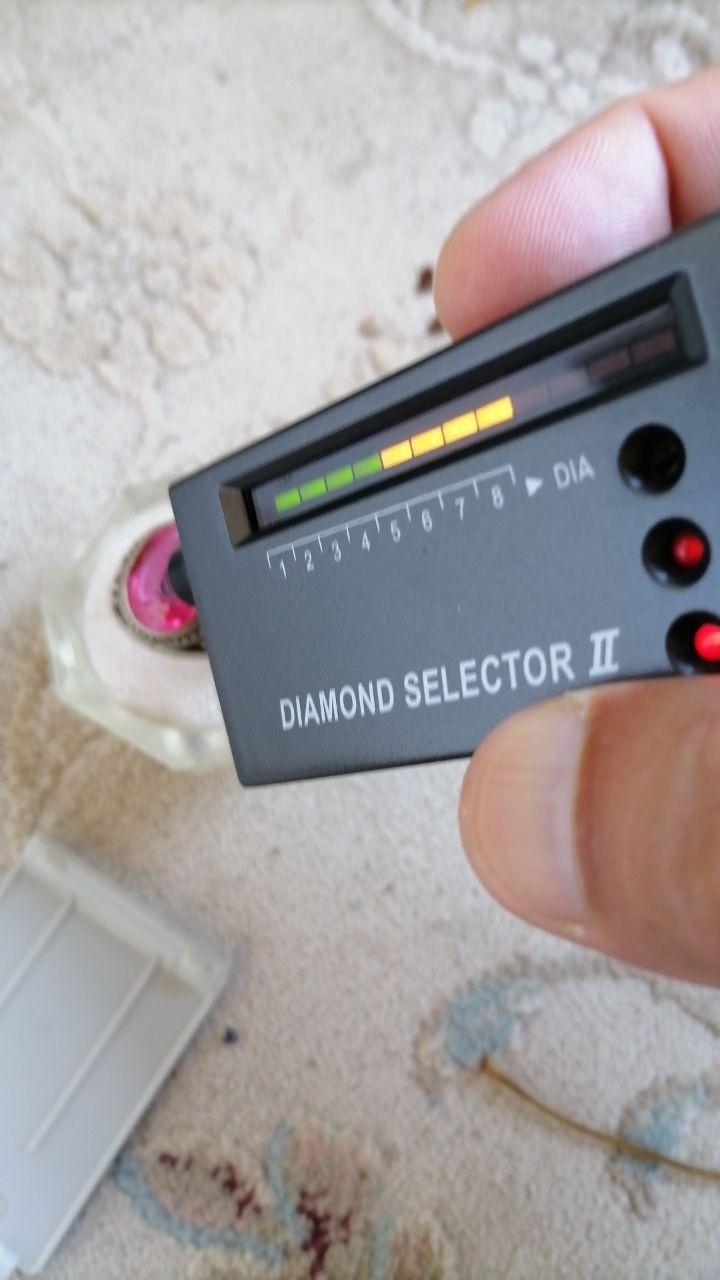 1 2 3 4 5 6 7 8 ► DIA
DIAMOND SELECTOR II